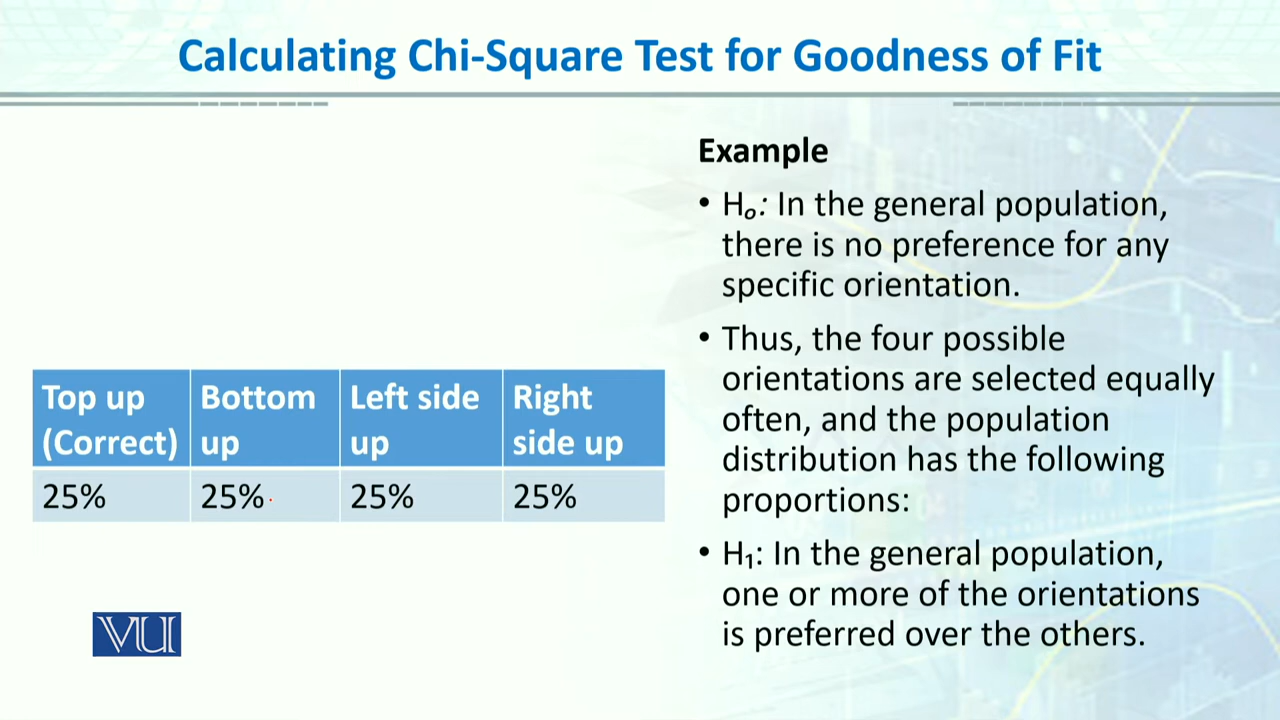 Calculating Chi-Square Test for Goodness of Fit
Example
• Hₒ: In the general population,
there is no preference for any
specific orientation.
• Thus, the four possible
orientations are selected equally
often, and the population
distribution has the following
proportions:
• H₁: In the general population,
one or more of the orientations
is preferred over the others.
Top up (Correct) Bottom up Left side up Right side up
25% 25% 25% 25%
VU